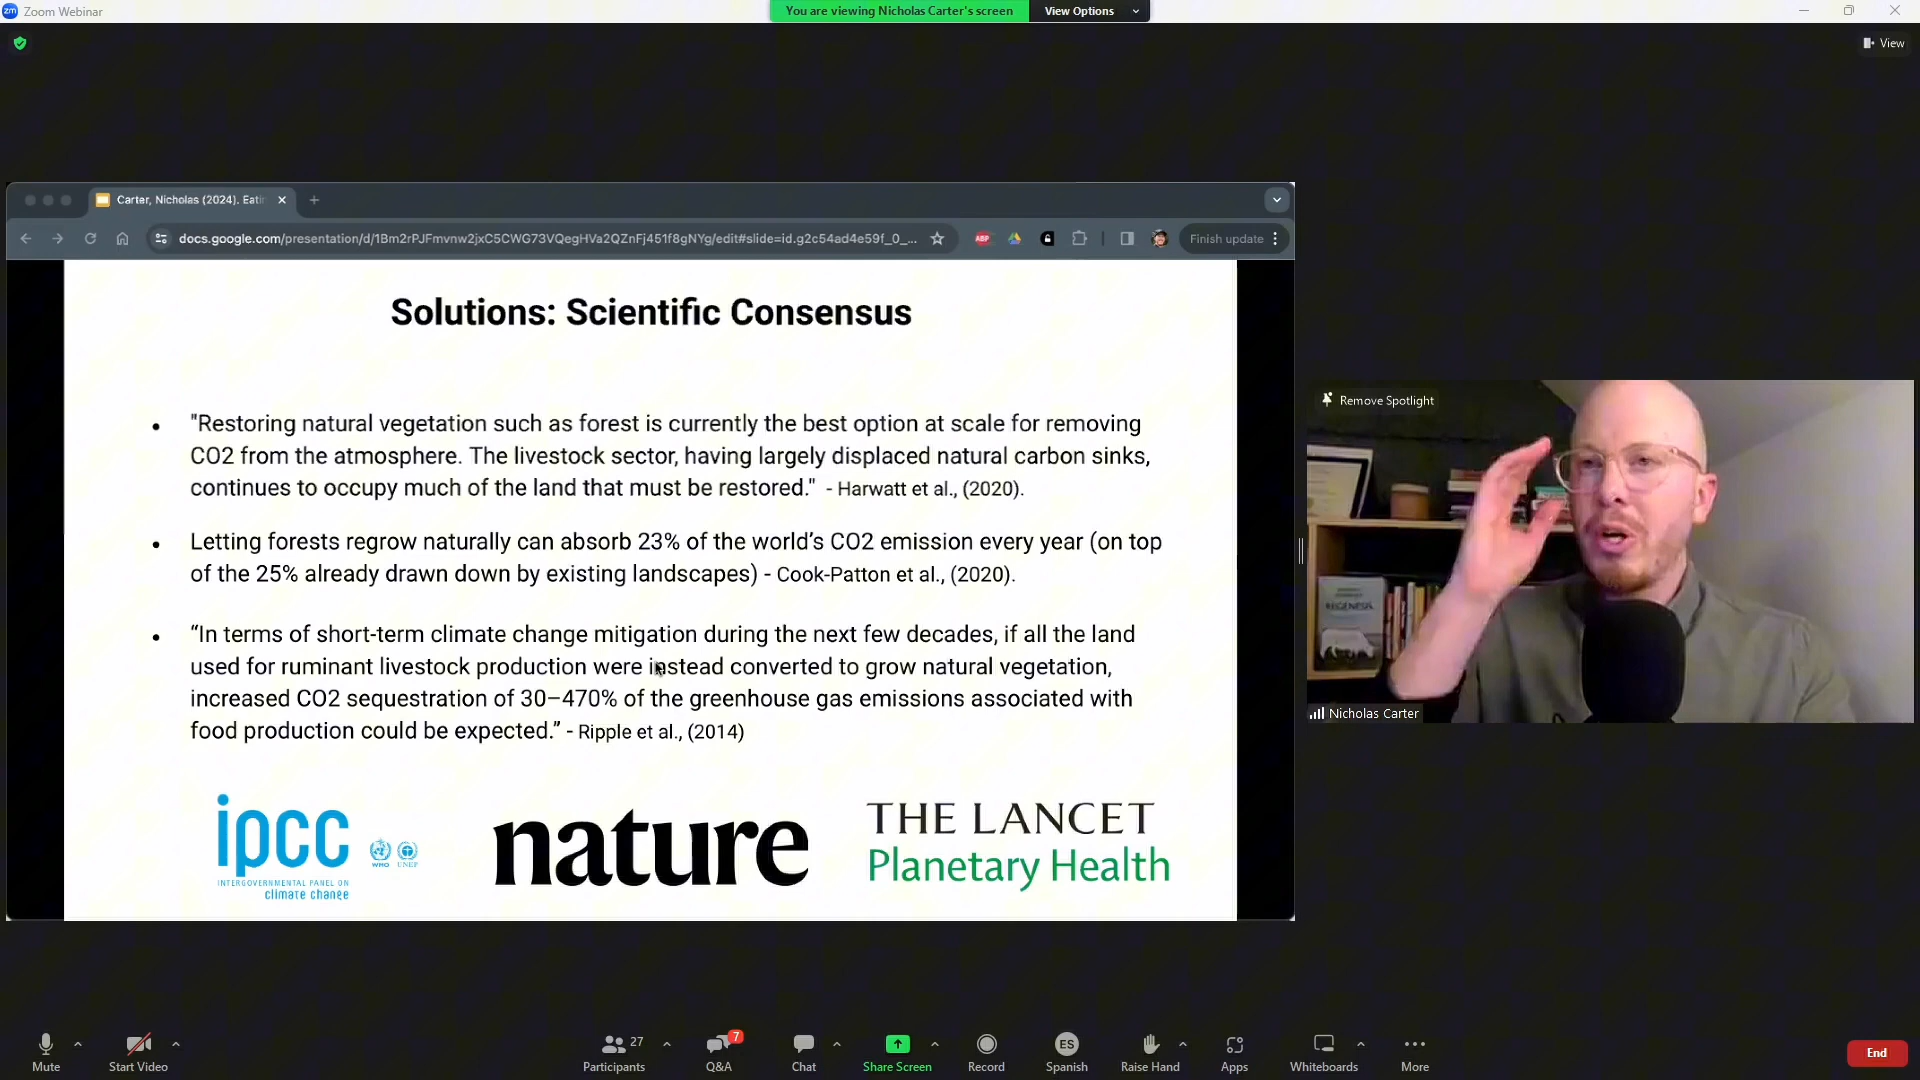 zm Zoom Webinar
You are viewing Nicholas Carter's screen
View Options
View
Carter, Nicholas (2024). Eati
docs.google.com/presentation/d/1Bm2rPJFmvnw2jxC5CWG73VQegHVa2QZnFj451f8gNYg/edit#slide=id.g2c54ad4e59f_0_...
ABP
Finish update
Solutions: Scientific Consensus
• "Restoring natural vegetation such as forest is currently the best option at scale for removing
CO2 from the atmosphere. The livestock sector, having largely displaced natural carbon sinks,
continues to occupy much of the land that must be restored." - Harwatt et al., (2020).
• Letting forests regrow naturally can absorb 23% of the world’s CO2 emission every year (on top
of the 25% already drawn down by existing landscapes) - Cook-Patton et al., (2020).
• “In terms of short-term climate change mitigation during the next few decades, if all the land
used for ruminant livestock production were instead converted to grow natural vegetation,
increased CO2 sequestration of 30–470% of the greenhouse gas emissions associated with
food production could be expected.” - Ripple et al., (2014)
ipcc
INTERGOVERNMENTAL PANEL ON
climate change
WMO
UNEP
nature
THE LANCET
Planetary Health
Remove Spotlight
REGENESIS
Nicholas Carter
Mute
Start Video
27
Participants
7
Q&A
Chat
Share Screen
Record
ES
Spanish
Raise Hand
Apps
Whiteboards
More
End